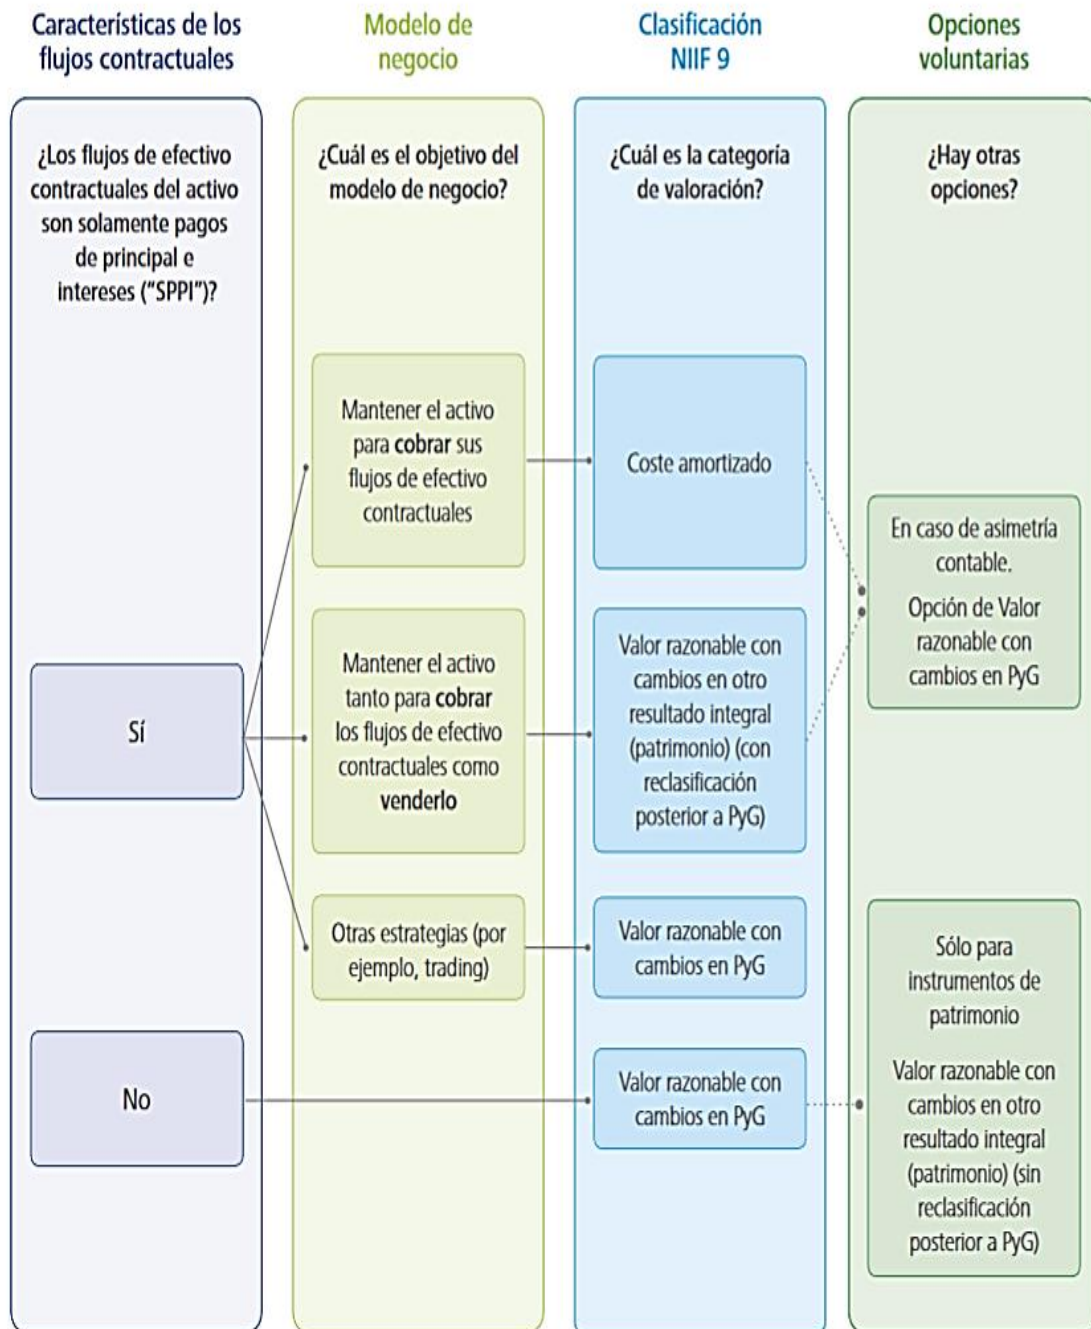 Características de los
flujos contractuales
Modelo de
negocio
Clasificación
NIIF 9
Opciones
voluntarias
¿Los flujos de efectivo
contractuales del activo
son solamente pagos
de principal e
intereses (“SPPI”)?
¿Cuál es el objetivo del
modelo de negocio?
¿Cuál es la categoría
de valoración?
¿Hay otras
opciones?
Mantener el activo
para cobrar sus
flujos de efectivo
contractuales
Coste amortizado
En caso de asimetría
contable.
Opción de Valor
razonable con
cambios en PyG
Sí
Mantener el activo
tanto para cobrar
los flujos de efectivo
contractuales como
venderlo
Valor razonable con
cambios en otro
resultado integral
(patrimonio) (con
reclasificación
posterior a PyG)
Otras estrategias (por
ejemplo, trading)
Valor razonable con
cambios en PyG
No
Valor razonable con
cambios en PyG
Sólo para
instrumentos de
patrimonio
Valor razonable con
cambios en otro
resultado integral
(patrimonio) (sin
reclasificación
posterior a PyG)